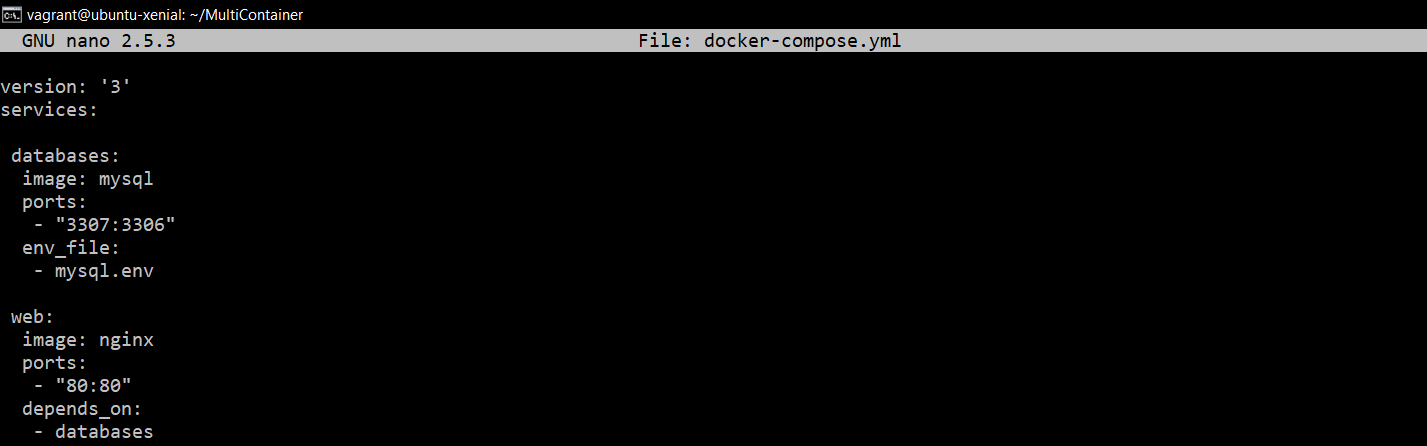 vagrant@ubuntu-xenial: ~/MultiContainer
GNU nano 2.5.3 File: docker-compose.yml
version: '3'
services:
 databases:
  image: mysql
  ports:
   - "3307:3306"
  env_file:
   - mysql.env
 web:
  image: nginx
  ports:
   - "80:80"
  depends_on:
   - databases